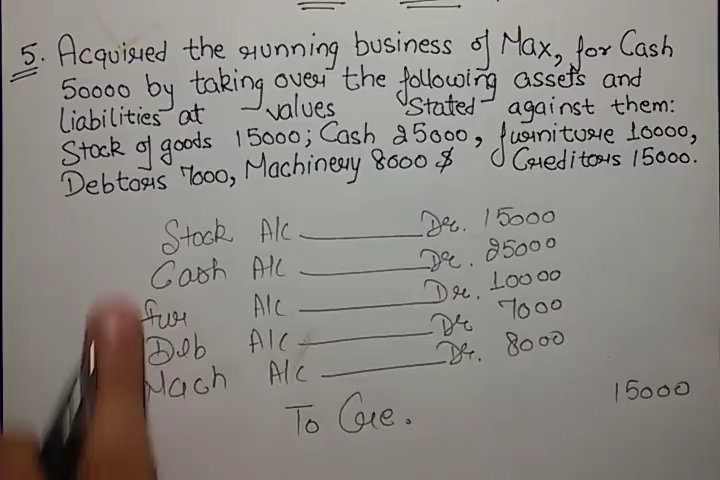 5. Acquired the running business of Max, for Cash
50000 by taking over the following assets and
liabilities at values stated against them:
Stock of goods 15000; Cash 25000, furniture 10000,
Debtors 7000, Machinery 8000 & Creditors 15000.
Stock A/c Dr. 15000
Cash A/c Dr. 25000
fur A/c Dr. 10000
Deb A/c Dr 7000
Mach A/c Dr. 8000
To Cre. 15000